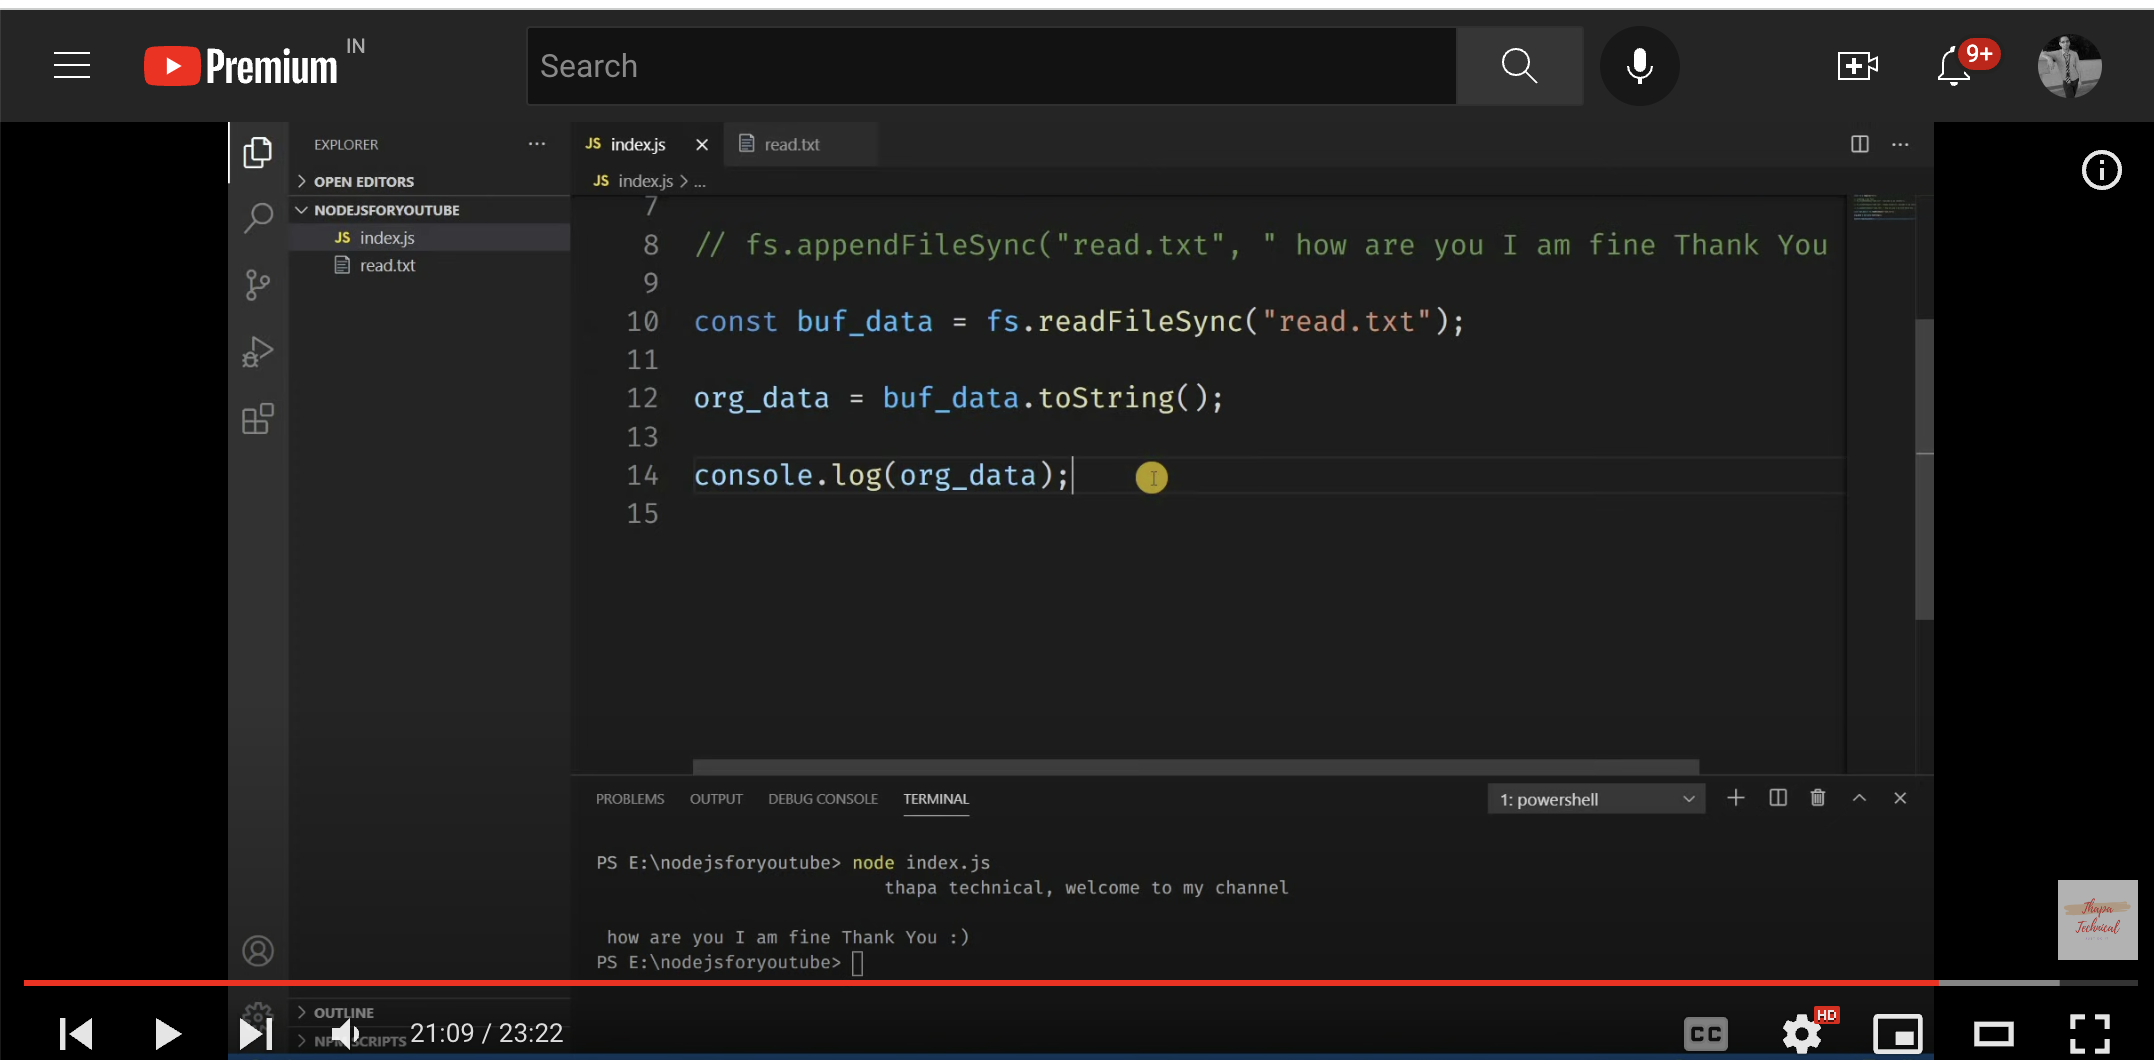 Premium IN
Search
9+
EXPLORER ···
JS index.js
read.txt
OPEN EDITORS
JS index.js > ...
NODEJSFORYOUTUBE
JS index.js
read.txt
7
8 // fs.appendFileSync("read.txt", " how are you I am fine Thank You
9
10 const buf_data = fs.readFileSync("read.txt");
11
12 org_data = buf_data.toString();
13
14 console.log(org_data);
15
PROBLEMS OUTPUT DEBUG CONSOLE TERMINAL
1: powershell
PS E:\nodejsforyoutube> node index.js
thapa technical, welcome to my channel
how are you I am fine Thank You :)
PS E:\nodejsforyoutube>
Thapa
Technical
OUTLINE
NPM SCRIPTS
21:09 / 23:22
CC
HD